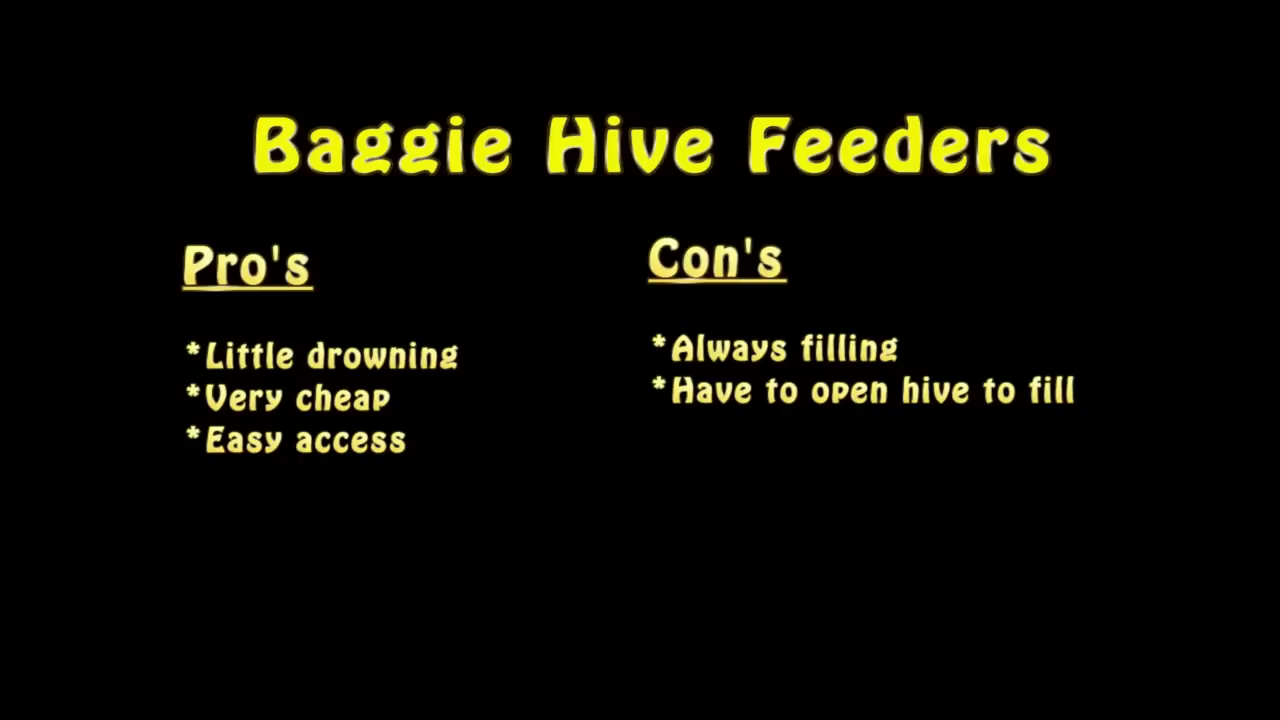 Baggie Hive Feeders
Pro's
*Little drowning
*Very cheap
*Easy access
Con's
*Always filling
*Have to open hive to fill